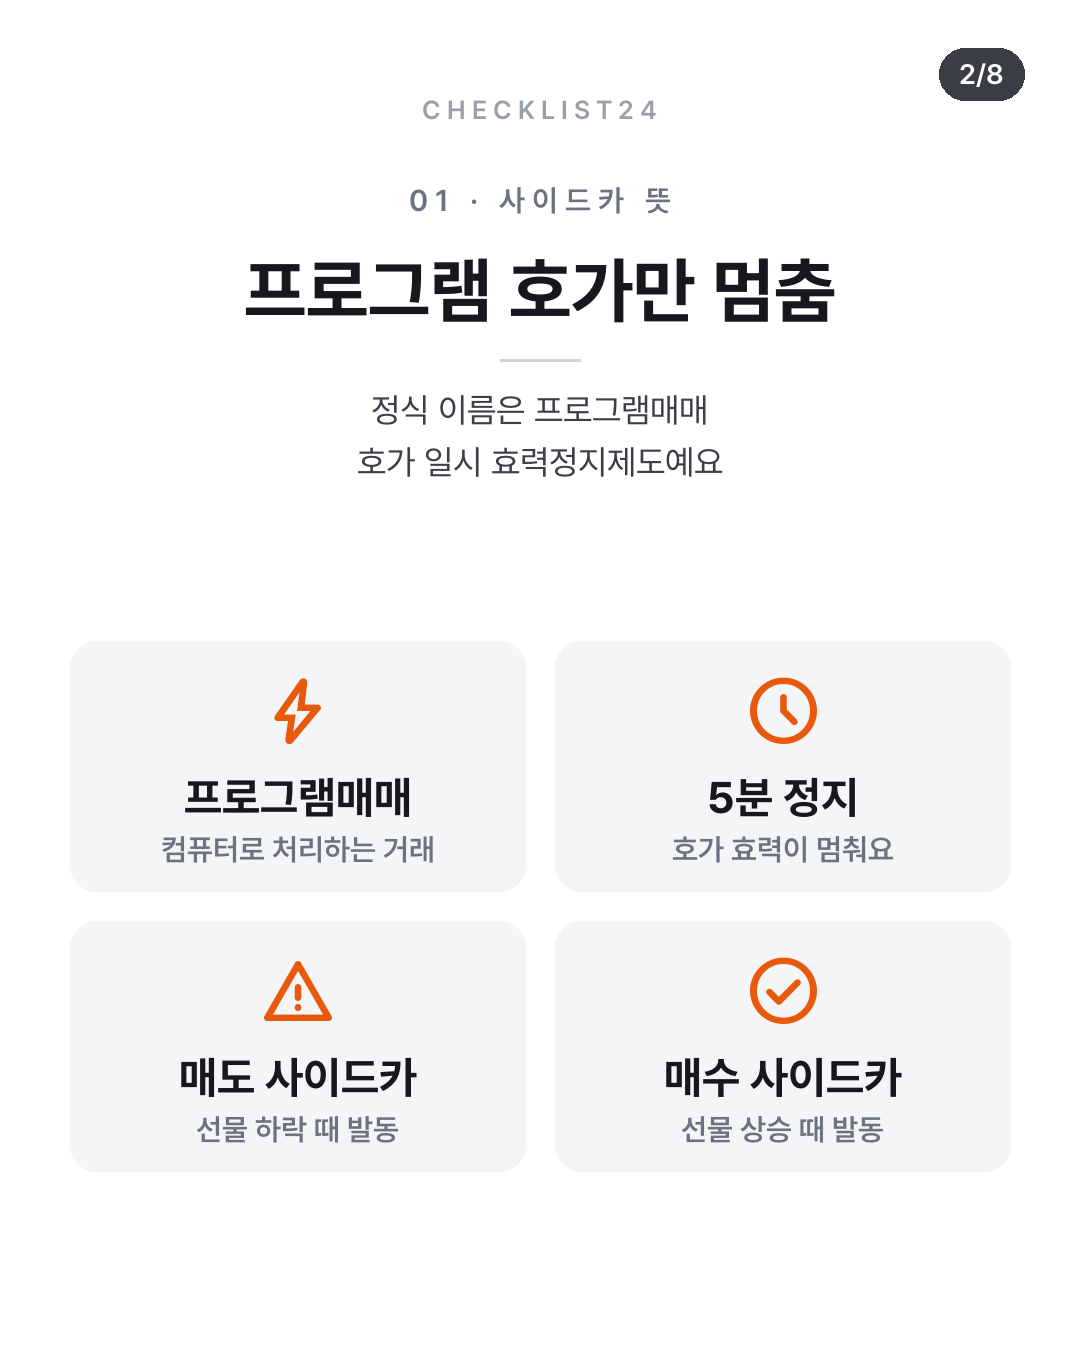 2/8
CHECKLIST24
01 · 사이드카 뜻
프로그램 호가만 멈춤
정식 이름은 프로그램매매
호가 일시 효력정지제도예요
프로그램매매
컴퓨터로 처리하는 거래
5분 정지
호가 효력이 멈춰요
매도 사이드카
선물 하락 때 발동
매수 사이드카
선물 상승 때 발동